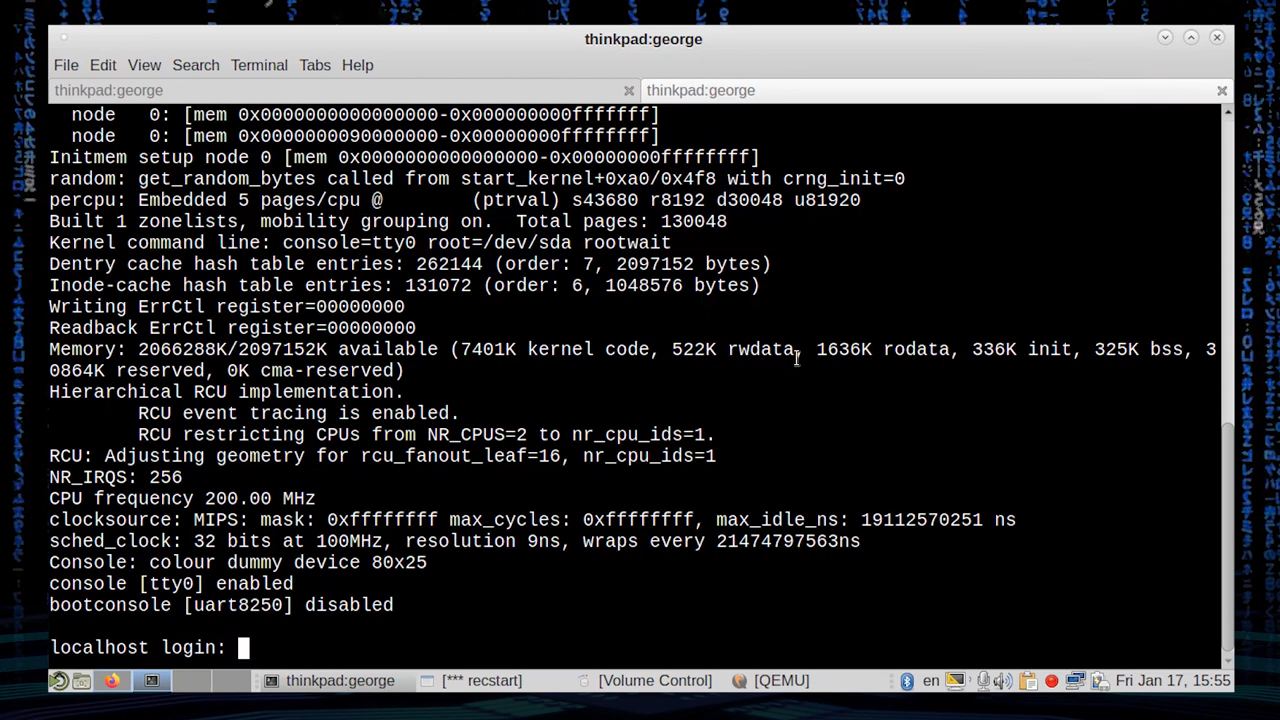 thinkpad:george
File Edit View Search Terminal Tabs Help
thinkpad:george thinkpad:george
node   0: [mem 0x0000000000000000-0x000000000fffffff]
node   0: [mem 0x0000000090000000-0x00000000ffffffff]
Initmem setup node 0 [mem 0x0000000000000000-0x00000000ffffffff]
random: get_random_bytes called from start_kernel+0xa0/0x4f8 with crng_init=0
percpu: Embedded 5 pages/cpu @        (ptrval) s43680 r8192 d30048 u81920
Built 1 zonelists, mobility grouping on.  Total pages: 130048
Kernel command line: console=tty0 root=/dev/sda rootwait
Dentry cache hash table entries: 262144 (order: 7, 2097152 bytes)
Inode-cache hash table entries: 131072 (order: 6, 1048576 bytes)
Writing ErrCtl register=00000000
Readback ErrCtl register=00000000
Memory: 2066288K/2097152K available (7401K kernel code, 522K rwdata, 1636K rodata, 336K init, 325K bss, 3
0864K reserved, 0K cma-reserved)
Hierarchical RCU implementation.
RCU event tracing is enabled.
RCU restricting CPUs from NR_CPUS=2 to nr_cpu_ids=1.
RCU: Adjusting geometry for rcu_fanout_leaf=16, nr_cpu_ids=1
NR_IRQS: 256
CPU frequency 200.00 MHz
clocksource: MIPS: mask: 0xffffffff max_cycles: 0xffffffff, max_idle_ns: 19112570251 ns
sched_clock: 32 bits at 100MHz, resolution 9ns, wraps every 21474797563ns
Console: colour dummy device 80x25
console [tty0] enabled
bootconsole [uart8250] disabled
localhost login:
thinkpad:george [*** recstart] [Volume Control] [QEMU] en Fri Jan 17, 15:55